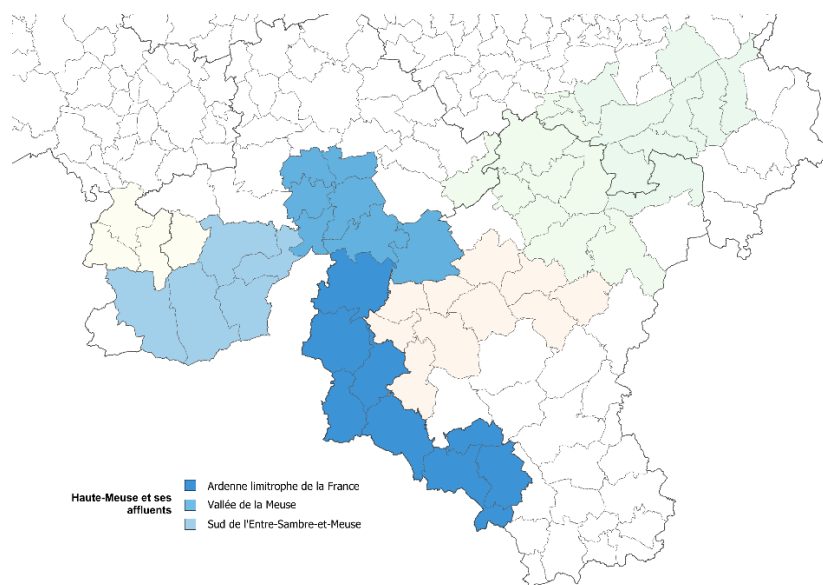 Haute-Meuse et ses
affluents
Ardenne limitrophe de la France
Vallée de la Meuse
Sud de l'Entre-Sambre-et-Meuse